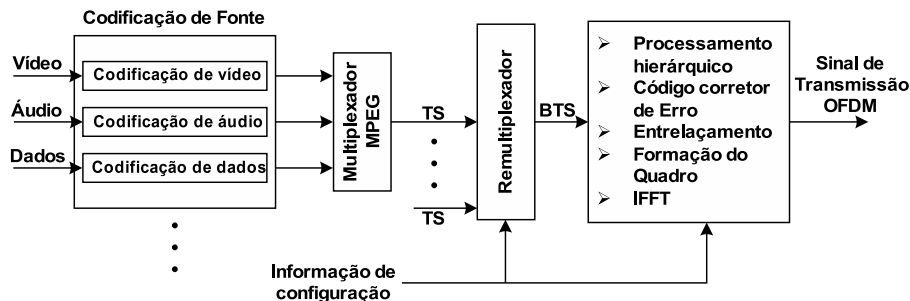 Codificação de Fonte
Vídeo
Codificação de vídeo
Áudio
Codificação de áudio
Dados
Codificação de dados
Multiplexador
MPEG
TS
TS
Remultiplexador
BTS
➢ Processamento
hierárquico
➢ Código corretor
de Erro
➢ Entrelaçamento
➢ Formação do
Quadro
➢ IFFT
Sinal de
Transmissão
OFDM
Informação de
configuração